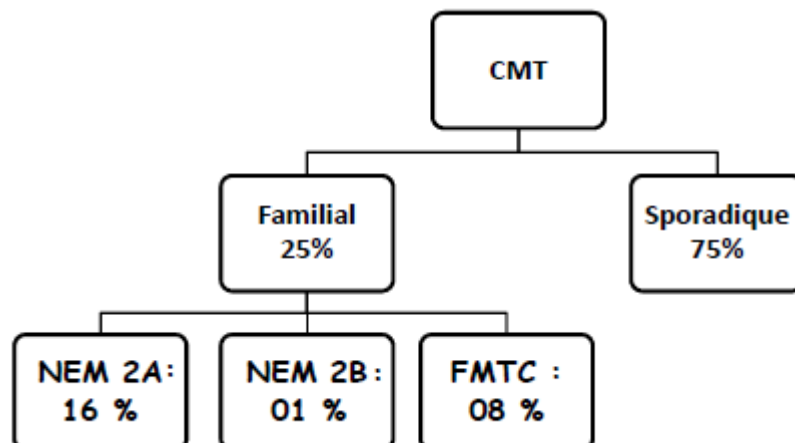 CMT
Familial
25%
Sporadique
75%
NEM 2A:
16 %
NEM 2B :
01 %
FMTC :
08 %